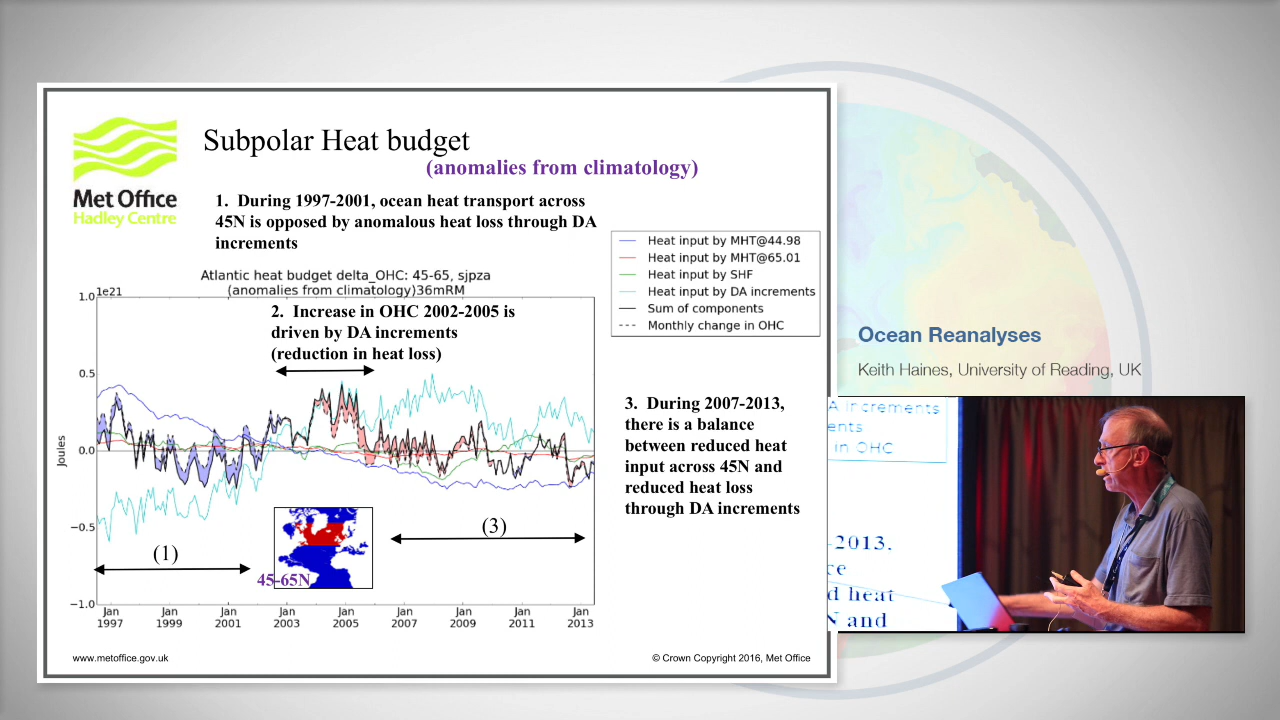 Subpolar Heat budget
(anomalies from climatology)
Met Office
Hadley Centre
1. During 1997-2001, ocean heat transport across
45N is opposed by anomalous heat loss through DA
increments
Heat input by MHT@44.98
Heat input by MHT@65.01
Heat input by SHF
Heat input by DA increments
Sum of components
Monthly change in OHC
Atlantic heat budget delta_OHC: 45-65, sjpza
(anomalies from climatology)36mRM
1e21
1.0
0.5
0.0
−0.5
−1.0
Joules
2. Increase in OHC 2002-2005 is
driven by DA increments
(reduction in heat loss)
3. During 2007-2013,
there is a balance
between reduced heat
input across 45N and
reduced heat loss
through DA increments
(1)
(3)
45-65N
Jan Jan Jan Jan Jan Jan Jan Jan Jan
1997 1999 2001 2003 2005 2007 2009 2011 2013
www.metoffice.gov.uk
© Crown Copyright 2016, Met Office
Ocean Reanalyses
Keith Haines, University of Reading, UK
A increments
ents
in OHC
-2013.
ce
d heat
N and